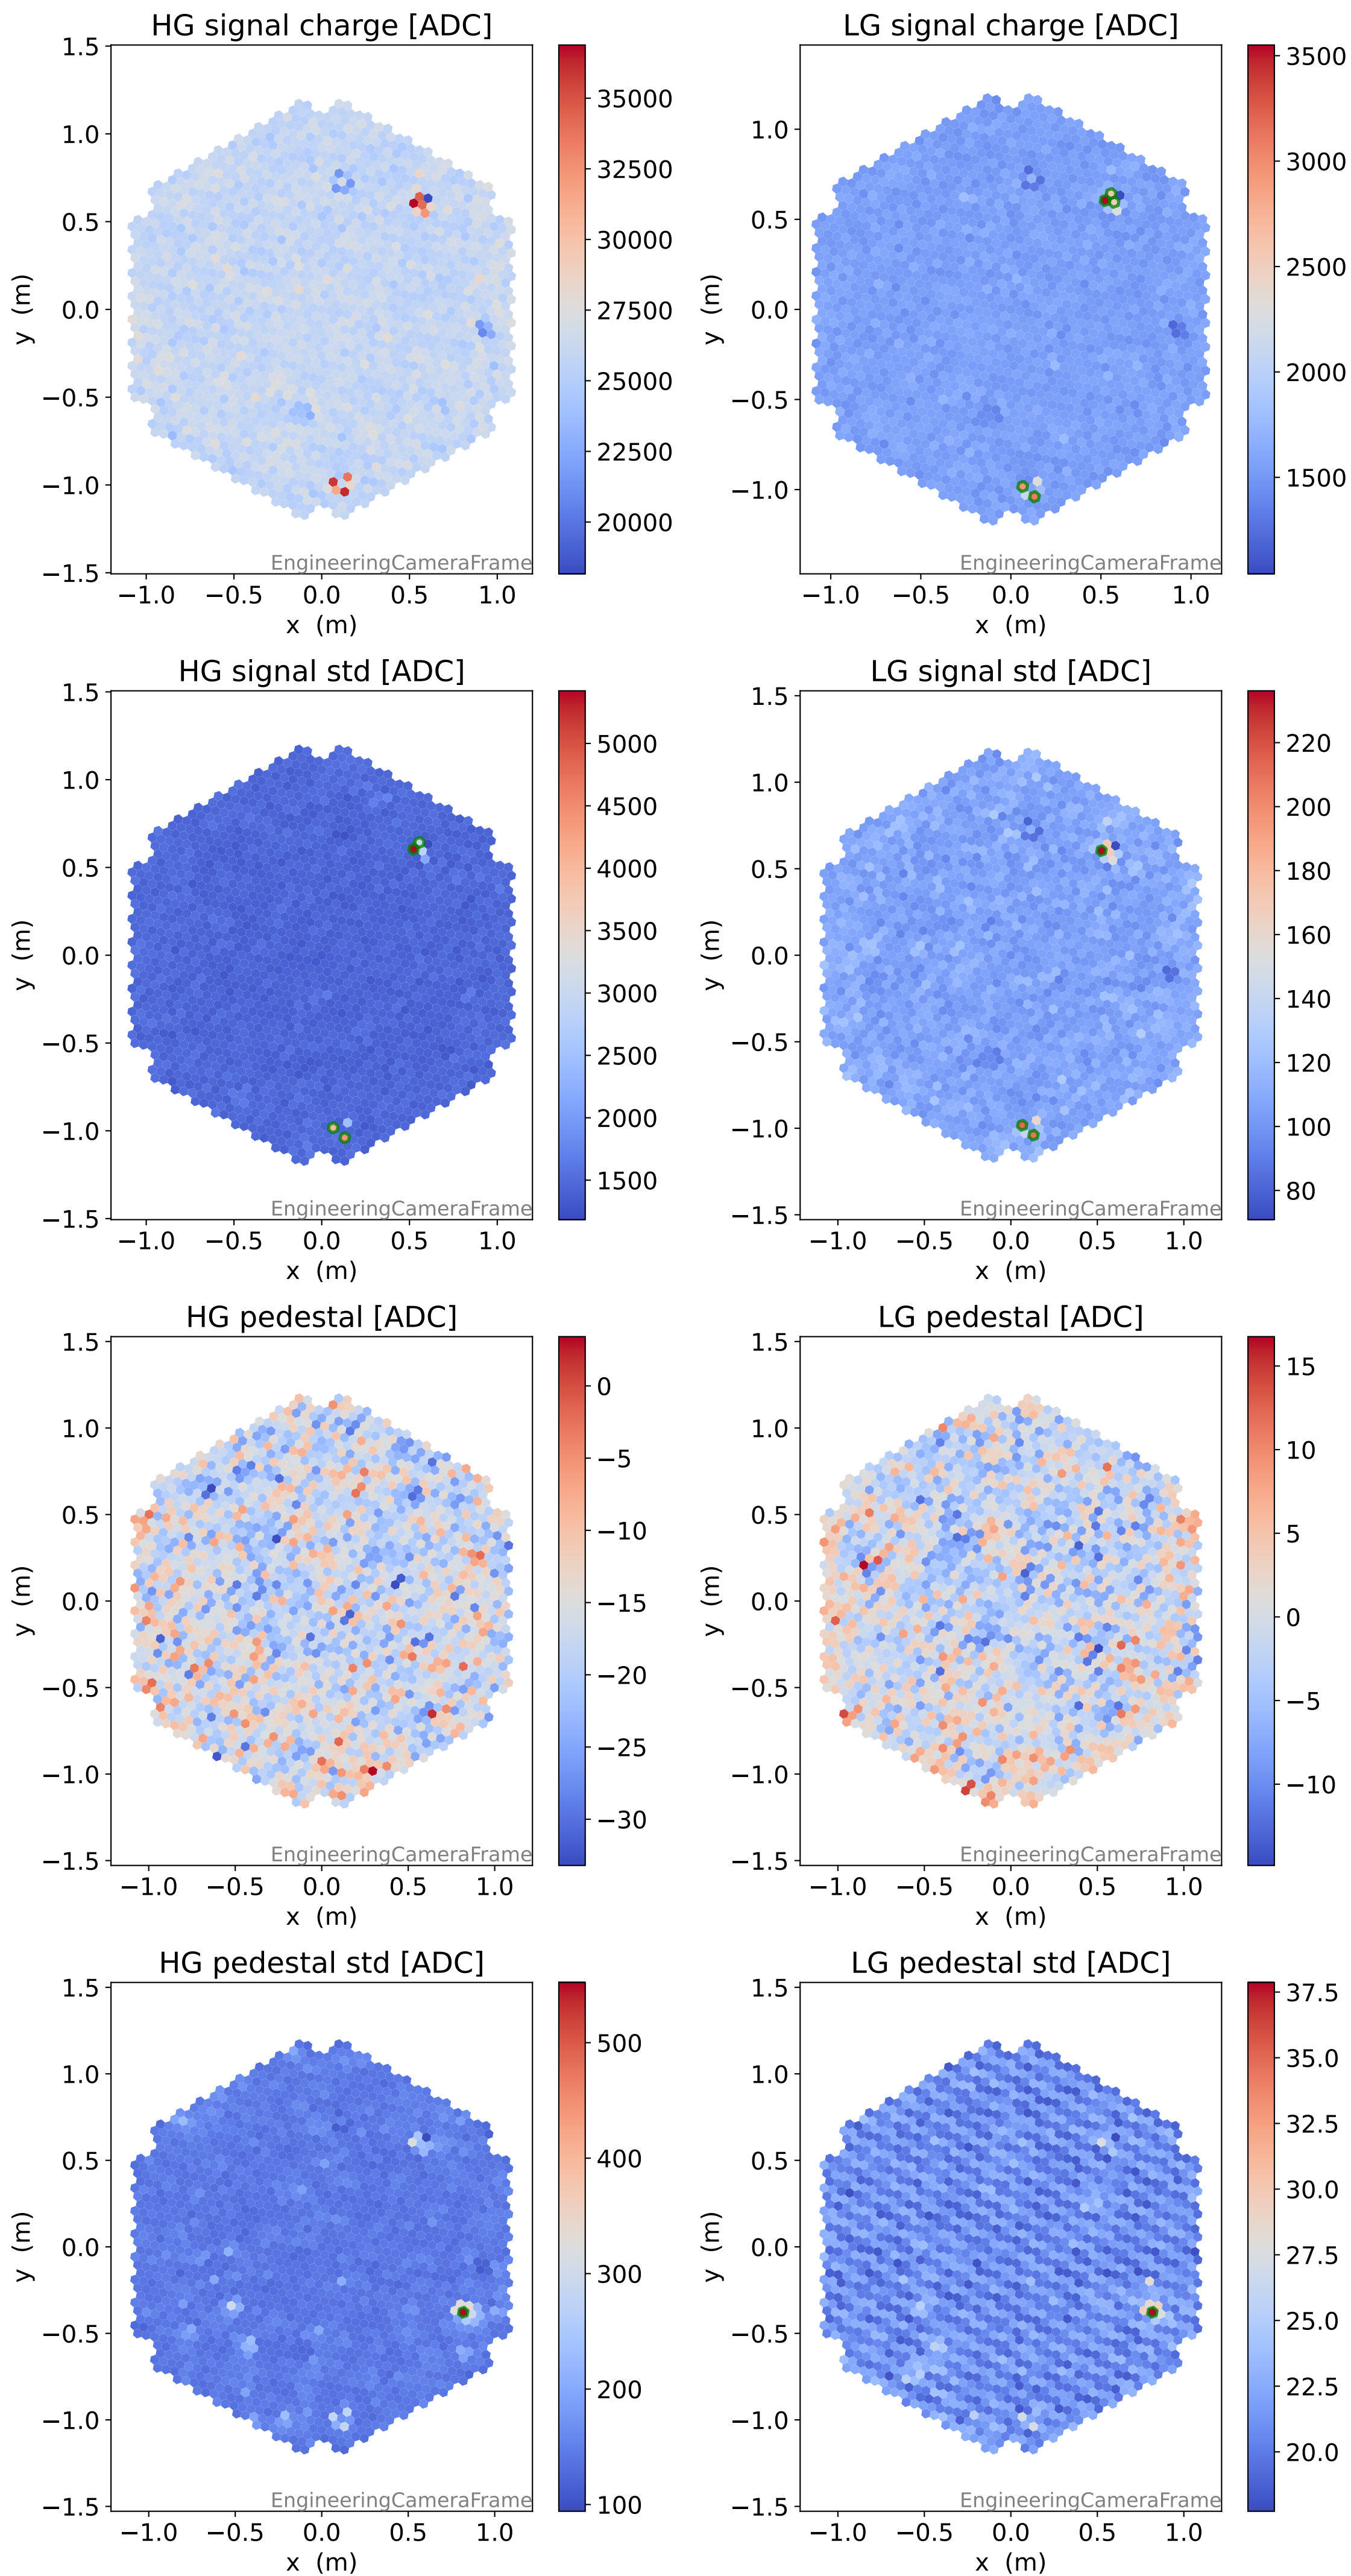 HG signal charge [ADC]
1.5
1.0
0.5
0.0
−0.5
−1.0
−1.5
y (m)
EngineeringCameraFrame
−1.0 −0.5 0.0 0.5 1.0
x (m)
35000
32500
30000
27500
25000
22500
20000
LG signal charge [ADC]
1.0
0.5
0.0
−0.5
−1.0
y (m)
EngineeringCameraFrame
−1.0 −0.5 0.0 0.5 1.0
x (m)
3500
3000
2500
2000
1500
HG signal std [ADC]
1.5
1.0
0.5
0.0
−0.5
−1.0
−1.5
y (m)
EngineeringCameraFrame
−1.0 −0.5 0.0 0.5 1.0
x (m)
5000
4500
4000
3500
3000
2500
2000
1500
LG signal std [ADC]
1.5
1.0
0.5
0.0
−0.5
−1.0
−1.5
y (m)
EngineeringCameraFrame
−1.0 −0.5 0.0 0.5 1.0
x (m)
220
200
180
160
140
120
100
80
HG pedestal [ADC]
1.5
1.0
0.5
0.0
−0.5
−1.0
−1.5
y (m)
EngineeringCameraFrame
−1.0 −0.5 0.0 0.5 1.0
x (m)
0
−5
−10
−15
−20
−25
−30
LG pedestal [ADC]
1.5
1.0
0.5
0.0
−0.5
−1.0
−1.5
y (m)
EngineeringCameraFrame
−1.0 −0.5 0.0 0.5 1.0
x (m)
15
10
5
0
−5
−10
HG pedestal std [ADC]
1.5
1.0
0.5
0.0
−0.5
−1.0
−1.5
y (m)
EngineeringCameraFrame
−1.0 −0.5 0.0 0.5 1.0
x (m)
500
400
300
200
100
LG pedestal std [ADC]
1.5
1.0
0.5
0.0
−0.5
−1.0
−1.5
y (m)
EngineeringCameraFrame
−1.0 −0.5 0.0 0.5 1.0
x (m)
37.5
35.0
32.5
30.0
27.5
25.0
22.5
20.0